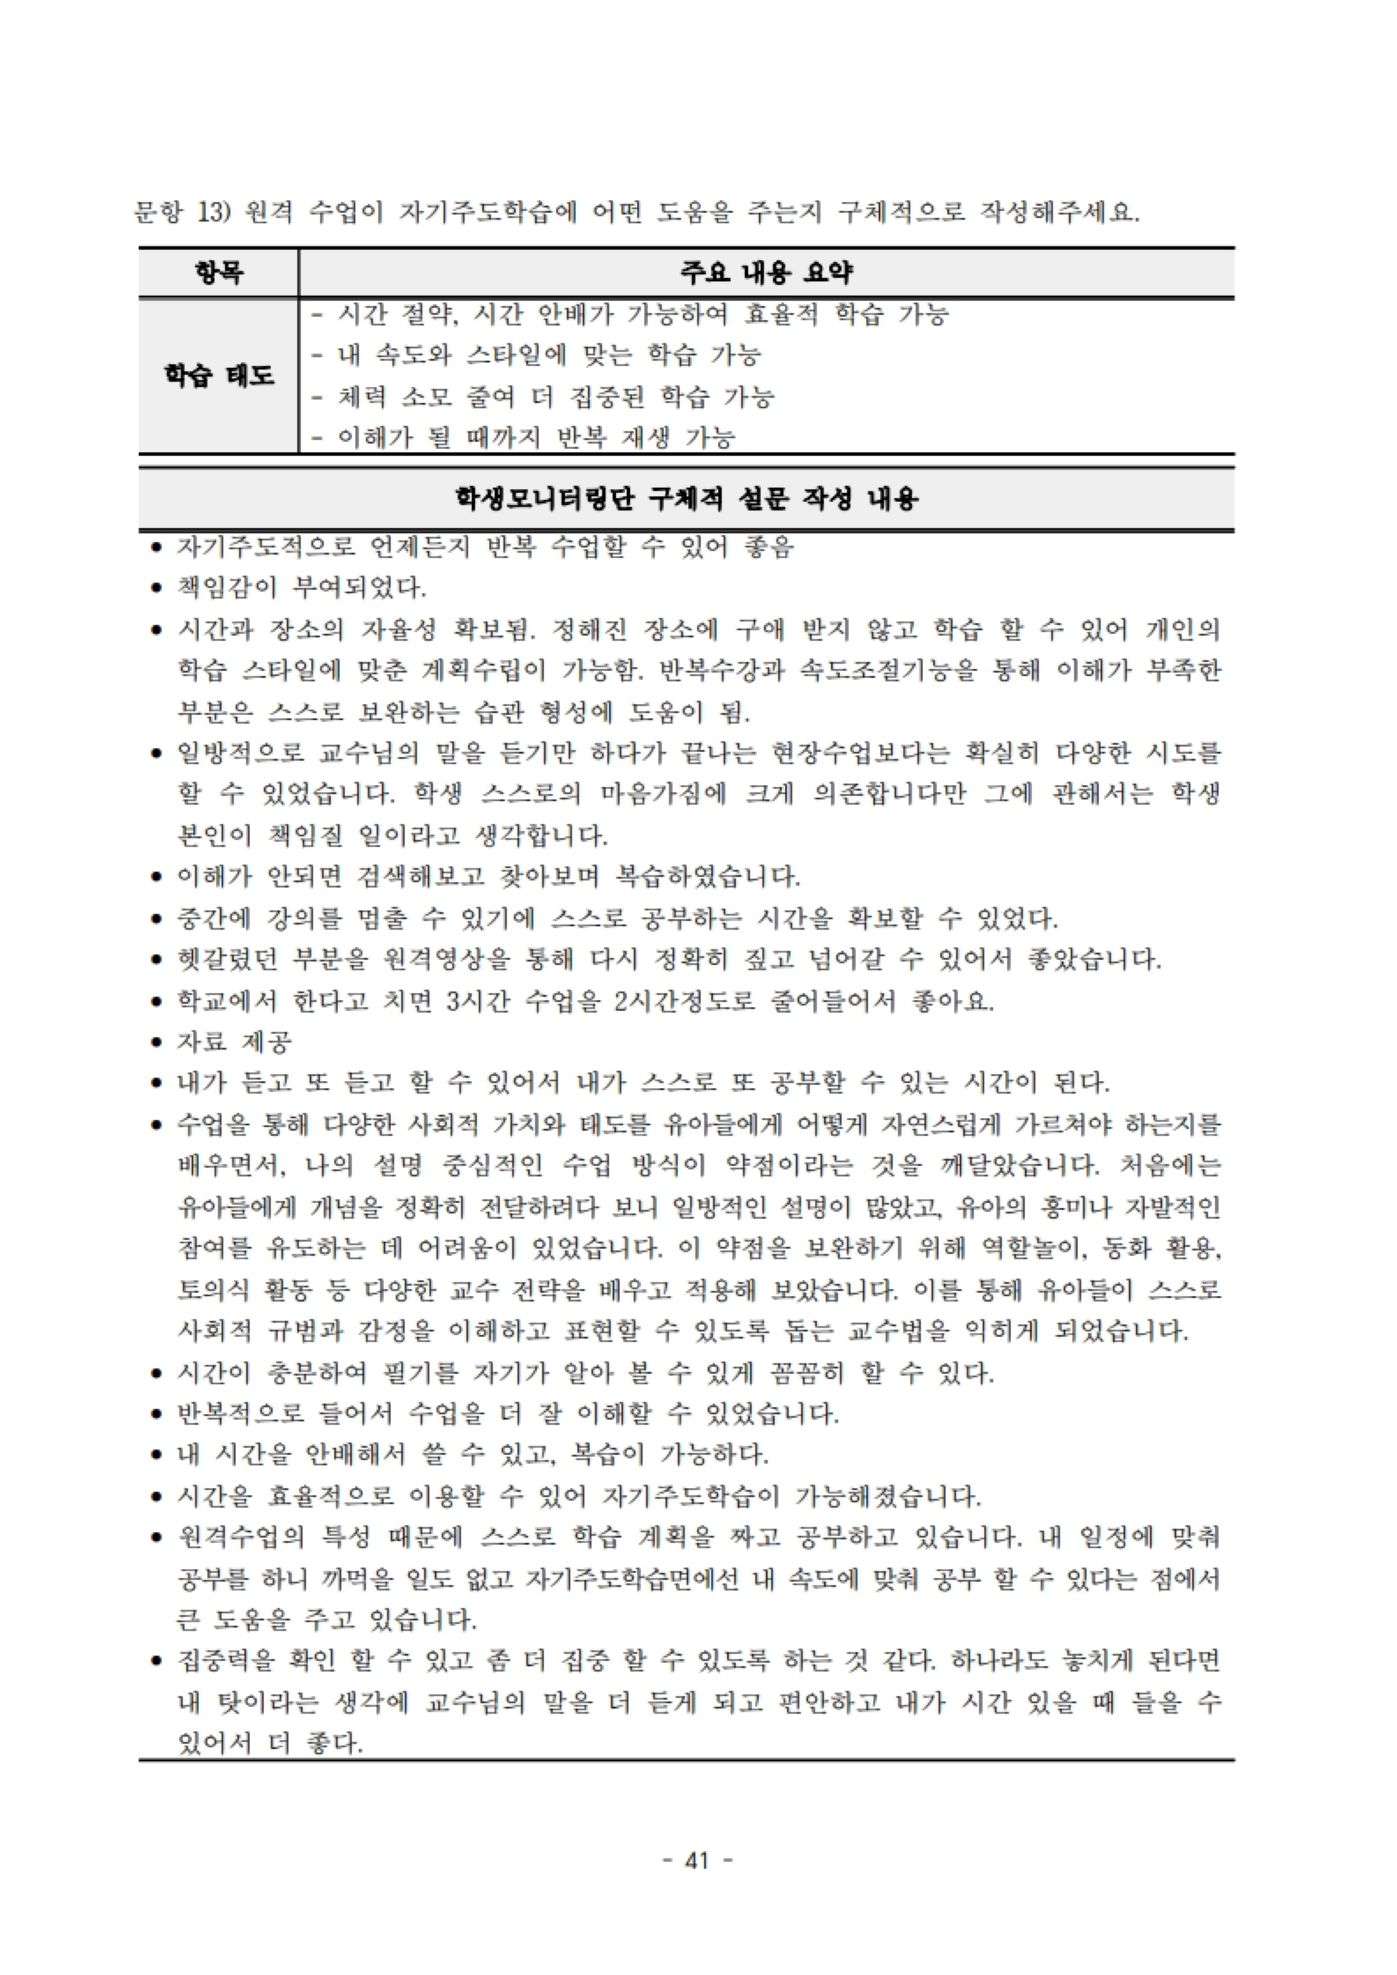 문항 13) 원격 수업이 자기주도학습에 어떤 도움을 주는지 구체적으로 작성해주세요.
항목 주요 내용 요약
학습 태도
- 시간 절약, 시간 안배가 가능하여 효율적 학습 가능
- 내 속도와 스타일에 맞는 학습 가능
- 체력 소모 줄여 더 집중된 학습 가능
- 이해가 될 때까지 반복 재생 가능
학생모니터링단 구체적 설문 작성 내용
• 자기주도적으로 언제든지 반복 수업할 수 있어 좋음
• 책임감이 부여되었다.
• 시간과 장소의 자율성 확보됨. 정해진 장소에 구애 받지 않고 학습 할 수 있어 개인의
학습 스타일에 맞춘 계획수립이 가능함. 반복수강과 속도조절기능을 통해 이해가 부족한
부분은 스스로 보완하는 습관 형성에 도움이 됨.
• 일방적으로 교수님의 말을 듣기만 하다가 끝나는 현장수업보다는 확실히 다양한 시도를
할 수 있었습니다. 학생 스스로의 마음가짐에 크게 의존합니다만 그에 관해서는 학생
본인이 책임질 일이라고 생각합니다.
• 이해가 안되면 검색해보고 찾아보며 복습하였습니다.
• 중간에 강의를 멈출 수 있기에 스스로 공부하는 시간을 확보할 수 있었다.
• 헷갈렸던 부분을 원격영상을 통해 다시 정확히 짚고 넘어갈 수 있어서 좋았습니다.
• 학교에서 한다고 치면 3시간 수업을 2시간정도로 줄어들어서 좋아요.
• 자료 제공
• 내가 듣고 또 듣고 할 수 있어서 내가 스스로 또 공부할 수 있는 시간이 된다.
• 수업을 통해 다양한 사회적 가치와 태도를 유아들에게 어떻게 자연스럽게 가르쳐야 하는지를
배우면서, 나의 설명 중심적인 수업 방식이 약점이라는 것을 깨달았습니다. 처음에는
유아들에게 개념을 정확히 전달하려다 보니 일방적인 설명이 많았고, 유아의 흥미나 자발적인
참여를 유도하는 데 어려움이 있었습니다. 이 약점을 보완하기 위해 역할놀이, 동화 활용,
토의식 활동 등 다양한 교수 전략을 배우고 적용해 보았습니다. 이를 통해 유아들이 스스로
사회적 규범과 감정을 이해하고 표현할 수 있도록 돕는 교수법을 익히게 되었습니다.
• 시간이 충분하여 필기를 자기가 알아 볼 수 있게 꼼꼼히 할 수 있다.
• 반복적으로 들어서 수업을 더 잘 이해할 수 있었습니다.
• 내 시간을 안배해서 쓸 수 있고, 복습이 가능하다.
• 시간을 효율적으로 이용할 수 있어 자기주도학습이 가능해졌습니다.
• 원격수업의 특성 때문에 스스로 학습 계획을 짜고 공부하고 있습니다. 내 일정에 맞춰
공부를 하니 까먹을 일도 없고 자기주도학습면에선 내 속도에 맞춰 공부 할 수 있다는 점에서
큰 도움을 주고 있습니다.
• 집중력을 확인 할 수 있고 좀 더 집중 할 수 있도록 하는 것 같다. 하나라도 놓치게 된다면
내 탓이라는 생각에 교수님의 말을 더 듣게 되고 편안하고 내가 시간 있을 때 들을 수
있어서 더 좋다.
- 41 -